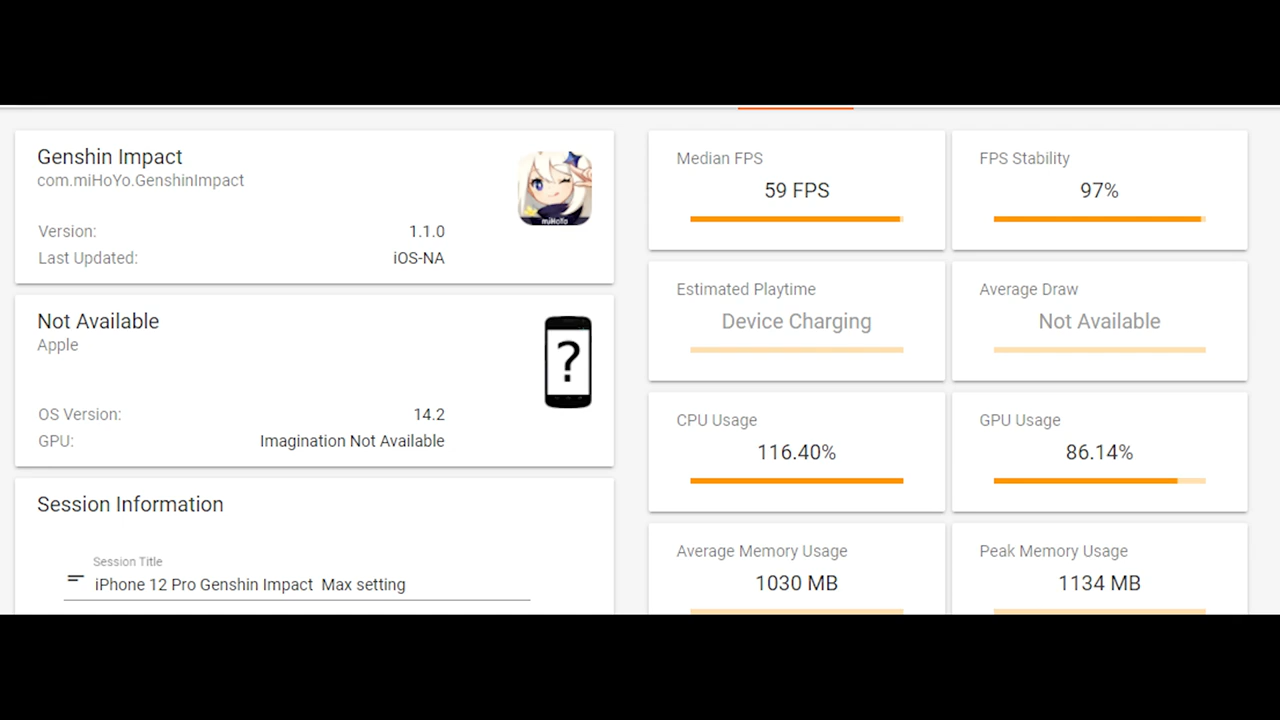 Genshin Impact
com.miHoYo.GenshinImpact
Version: 1.1.0
Last Updated: iOS-NA
miHoYo
Not Available
Apple
?
OS Version: 14.2
GPU: Imagination Not Available
Session Information
Session Title
iPhone 12 Pro Genshin Impact  Max setting
Median FPS
59 FPS
FPS Stability
97%
Estimated Playtime
Device Charging
Average Draw
Not Available
CPU Usage
116.40%
GPU Usage
86.14%
Average Memory Usage
1030 MB
Peak Memory Usage
1134 MB